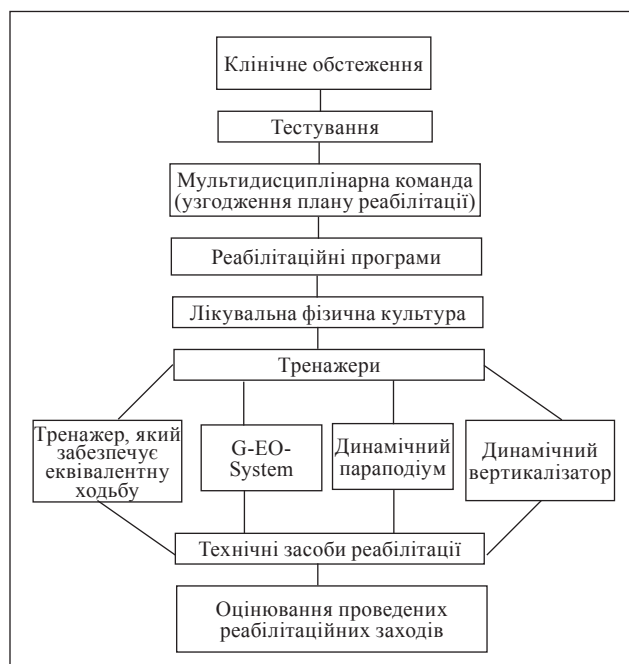 Клінічне обстеження
Тестування
Мультидисциплінарна команда
(узгодження плану реабілітації)
Реабілітаційні програми
Лікувальна фізична культура
Тренажери
Тренажер, який
забезпечує
еквівалентну
ходьбу
G-EO-
System
Динамічний
параподіум
Динамічний
вертикалізатор
Технічні засоби реабілітації
Оцінювання проведених
реабілітаційних заходів